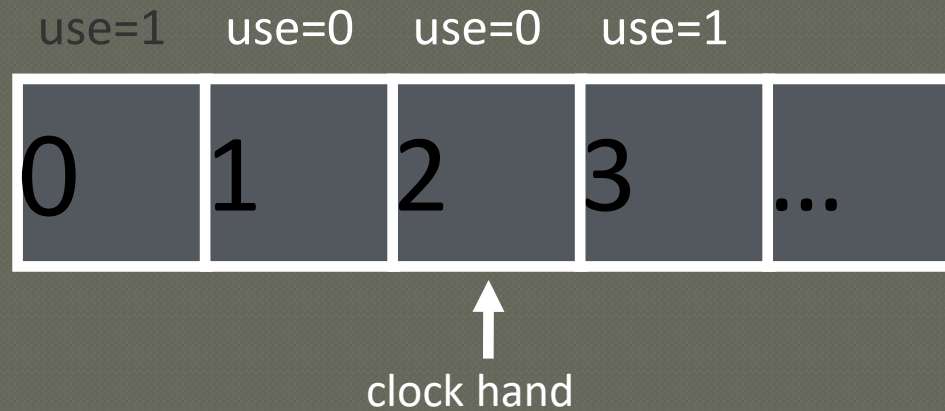 use=1 use=0 use=0 use=1
0 1 2 3 ...
clock hand